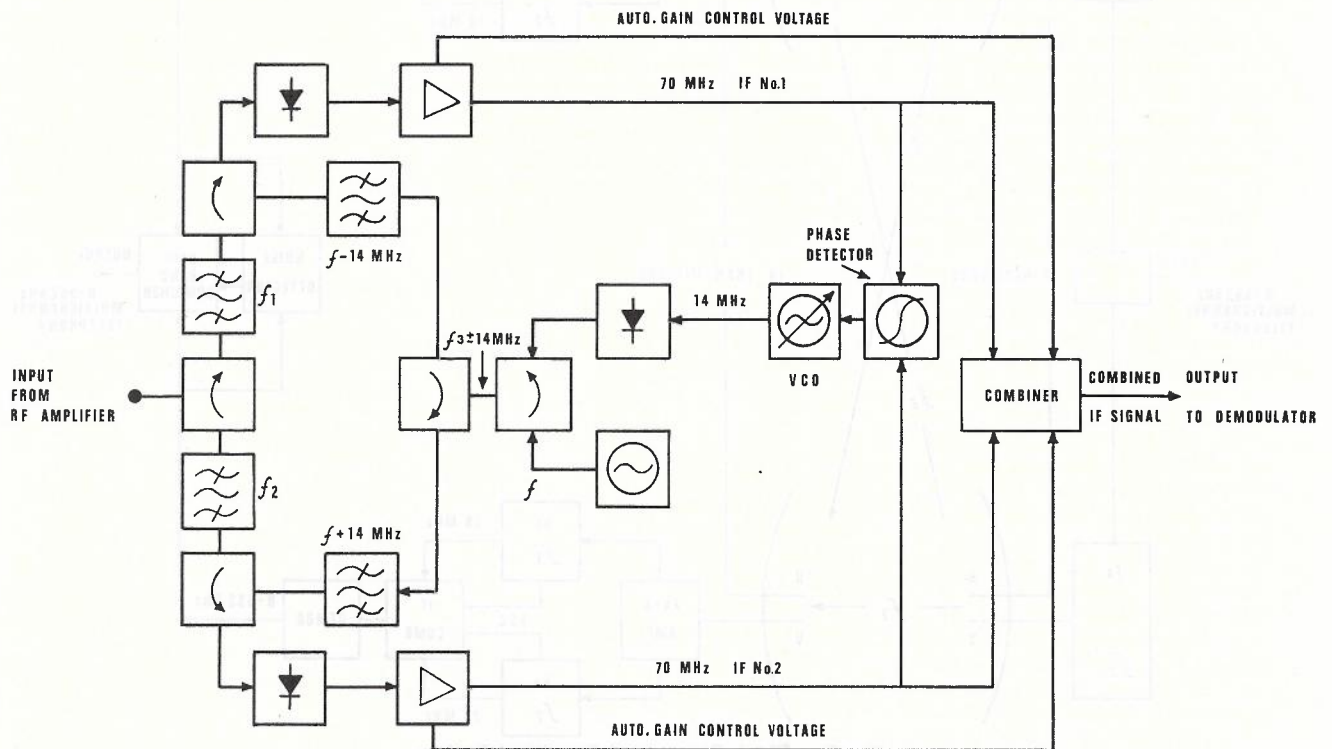 AUTO. GAIN CONTROL VOLTAGE
70 MHz IF No.1
f-14 MHz
f1
PHASE
DETECTOR
14 MHz
f3±14MHz
VCO
INPUT
FROM
RF AMPLIFIER
COMBINER
COMBINED
IF SIGNAL
OUTPUT
TO DEMODULATOR
f2
f
f+14 MHz
70 MHz IF No.2
AUTO. GAIN CONTROL VOLTAGE